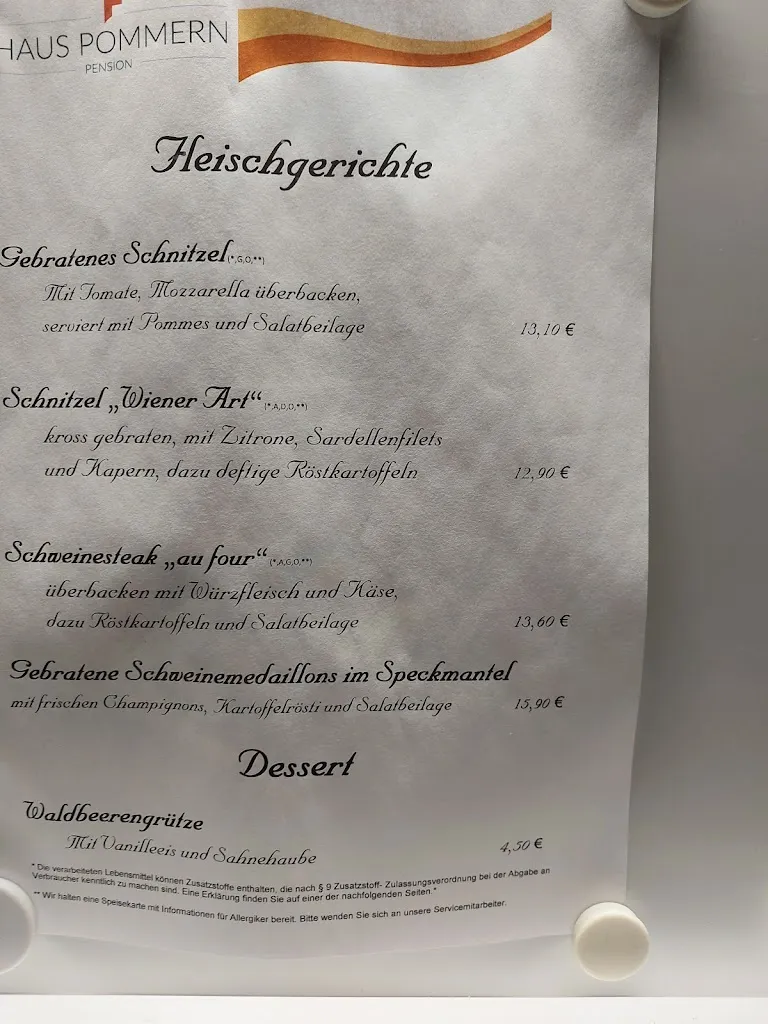 HAUS POMMERN
PENSION
Fleischgerichte
Gebratenes Schnitzel(*,G,O,**)
Mit Tomate, Mozzarella überbacken,
serviert mit Pommes und Salatbeilage 13,10 €
Schnitzel „Wiener Art“(*,A,D,O,**)
kross gebraten, mit Zitrone, Sardellenfilets
und Kapern, dazu deftige Röstkartoffeln 12,90 €
Schweinesteak „au four“(*,A,G,O,**)
überbacken mit Würzfleisch und Käse,
dazu Röstkartoffeln und Salatbeilage 13,60 €
Gebratene Schweinemedaillons im Speckmantel
mit frischen Champignons, Kartoffelrösti und Salatbeilage 15,90 €
Dessert
Waldbeerengrütze
Mit Vanilleeis und Sahnehaube 4,50 €
* Die verarbeiteten Lebensmittel können Zusatzstoffe enthalten, die nach § 9 Zusatzstoff- Zulassungsverordnung bei der Abgabe an
Verbraucher kenntlich zu machen sind. Eine Erklärung finden Sie auf einer der nachfolgenden Seiten.*
** Wir halten eine Speisekarte mit Informationen für Allergiker bereit. Bitte wenden Sie sich an unsere Servicemitarbeiter.